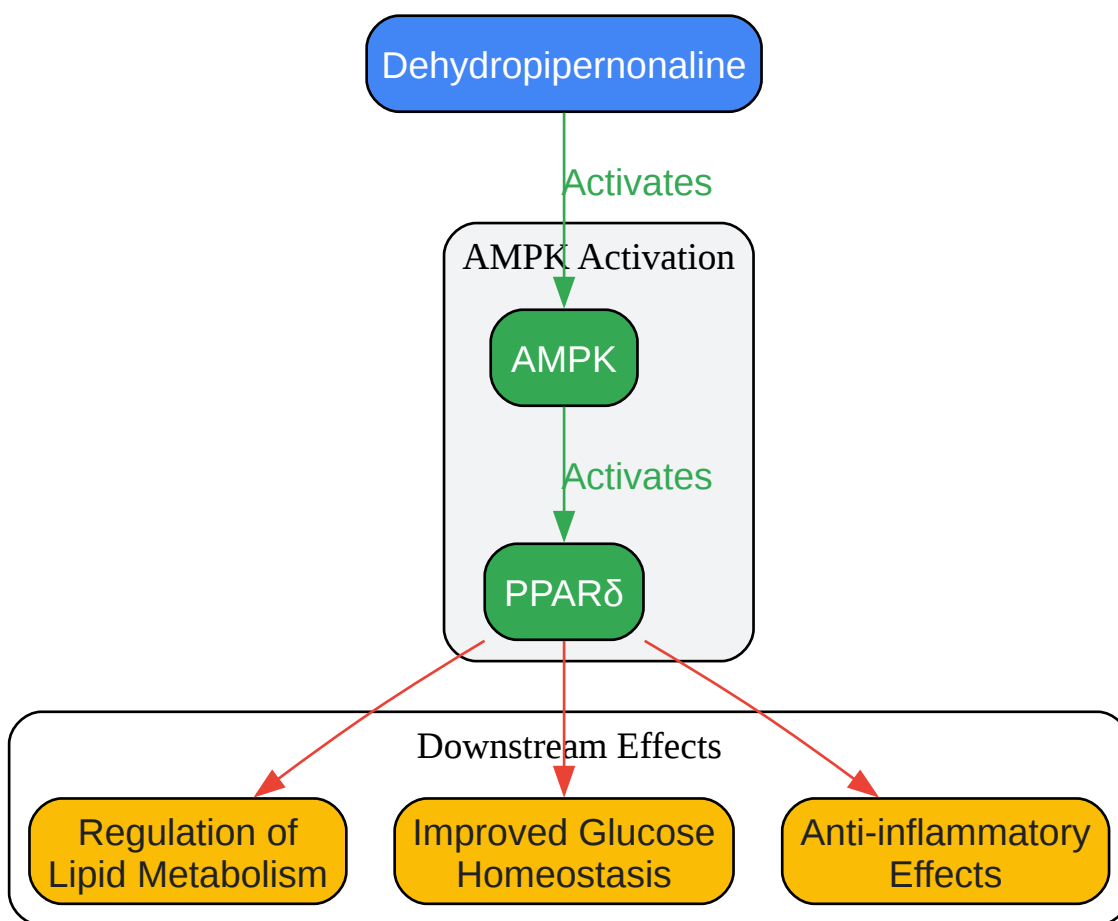 Dehydropipernonaline
Activates
AMPK Activation
AMPK
Activates
PPARδ
Downstream Effects
Regulation of
Lipid Metabolism
Improved Glucose
Homeostasis
Anti-inflammatory
Effects